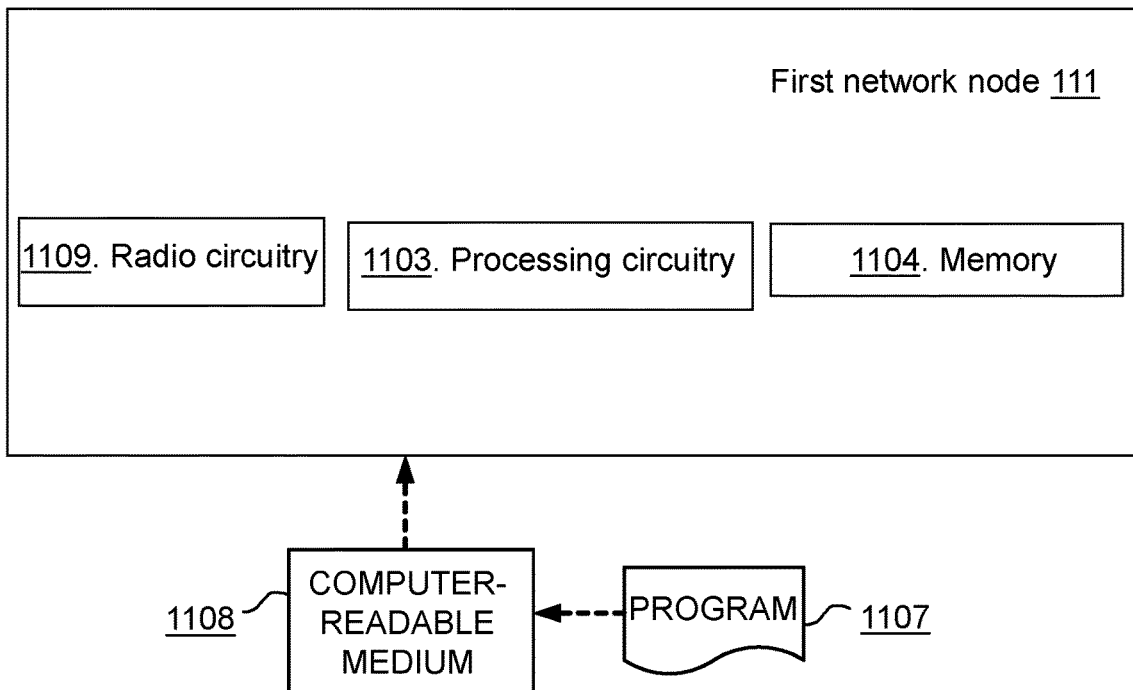 First network node 111
1109. Radio circuitry
1103. Processing circuitry
1104. Memory
COMPUTER-
READABLE
MEDIUM
1108
PROGRAM
1107